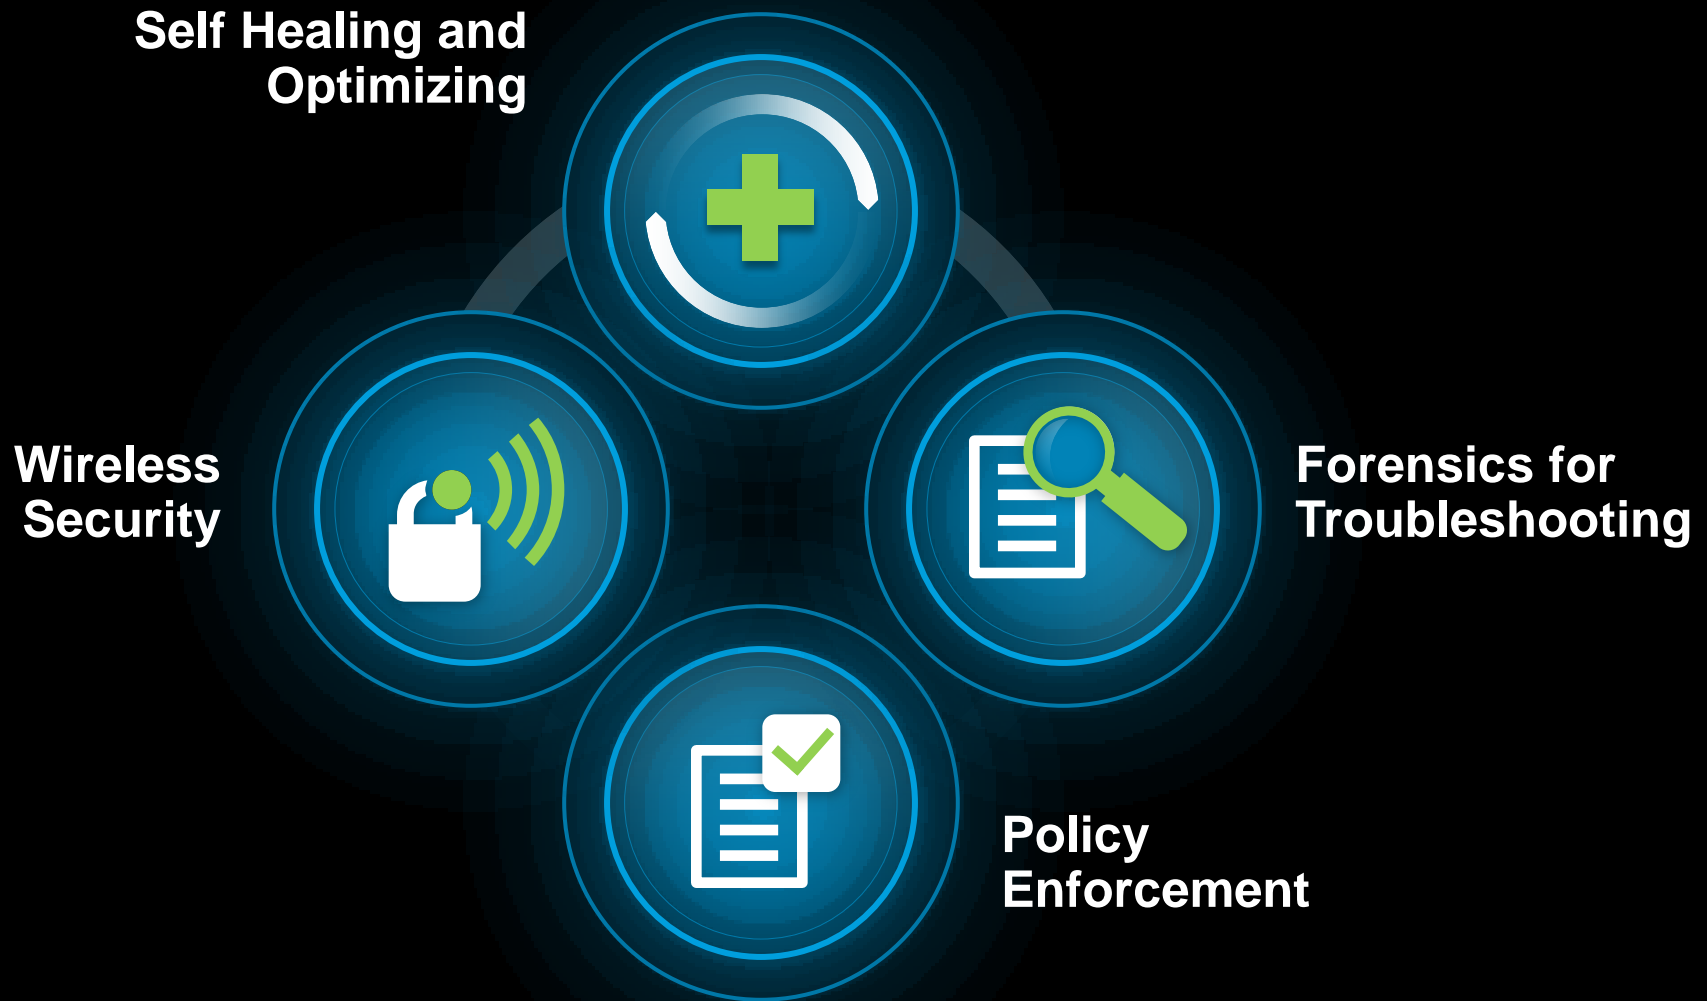 Self Healing and
Optimizing
Wireless
Security
Forensics for
Troubleshooting
Policy
Enforcement